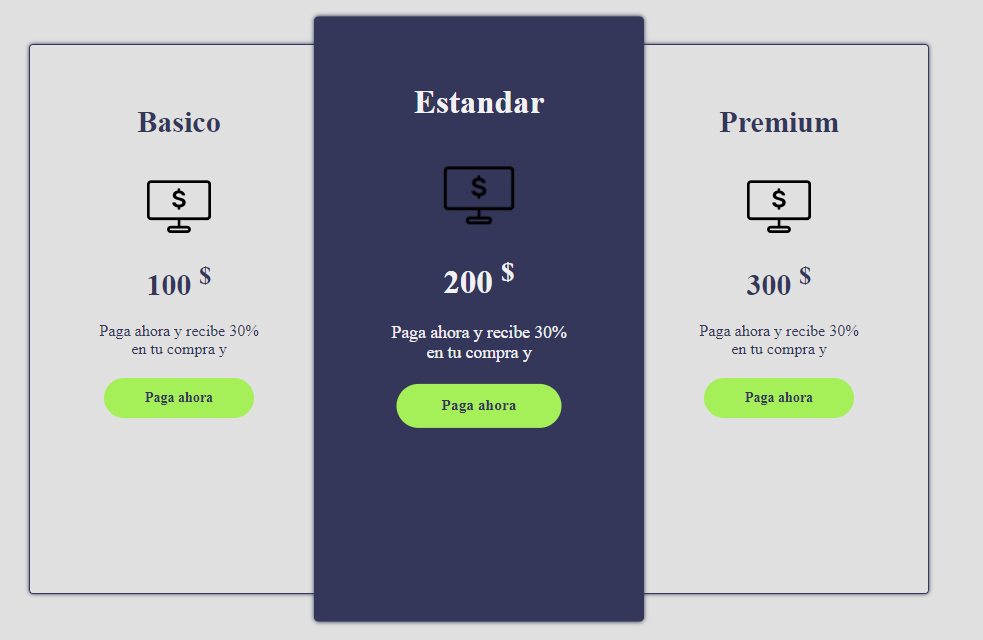 Basico
$
100 $
Paga ahora y recibe 30%
en tu compra y
Paga ahora
Estandar
$
200 $
Paga ahora y recibe 30%
en tu compra y
Paga ahora
Premium
$
300 $
Paga ahora y recibe 30%
en tu compra y
Paga ahora